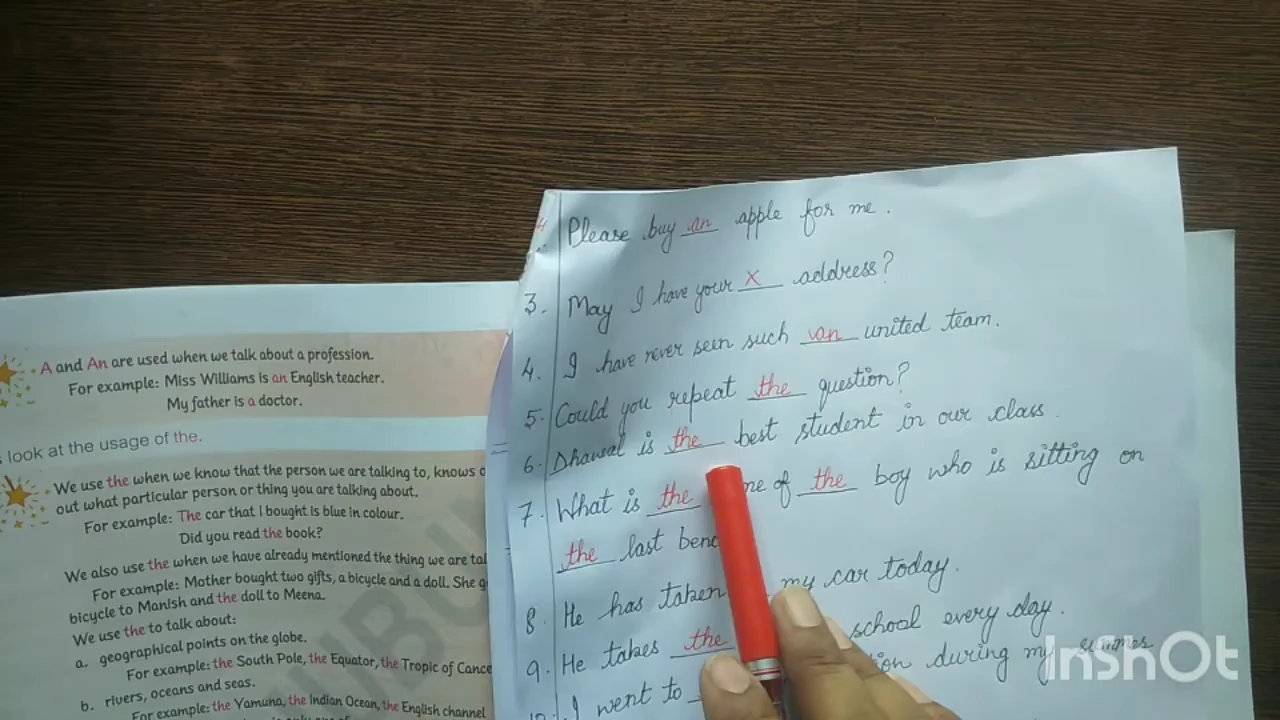 A and An are used when we talk about a profession.
For example: Miss Williams is an English teacher.
My father is a doctor.
look at the usage of the.
We use the when we know that the person we are talking to, knows
out what particular person or thing you are talking about.
For example: The car that I bought is blue in colour.
Did you read the book?
We also use the when we have already mentioned the thing we are
For example: Mother bought two gifts, a bicycle and a doll. She
bicycle to Manish and the doll to Meena.
We use the to talk about:
a. geographical points on the globe.
For example: the South Pole, the Equator, the Tropic of
b. rivers, oceans and seas.
For example: the Yamuna, the Indian Ocean, the English channel
Please buy an apple for me.
3. May I have your x address?
4. I have never seen such an united team.
5. Could you repeat the question?
6. Dhawal is the best student in our class.
7. What is the of the boy who is sitting on
the last
8. He has taken my car today.
9. He takes the school every day.
I went to during my summer
InShOt